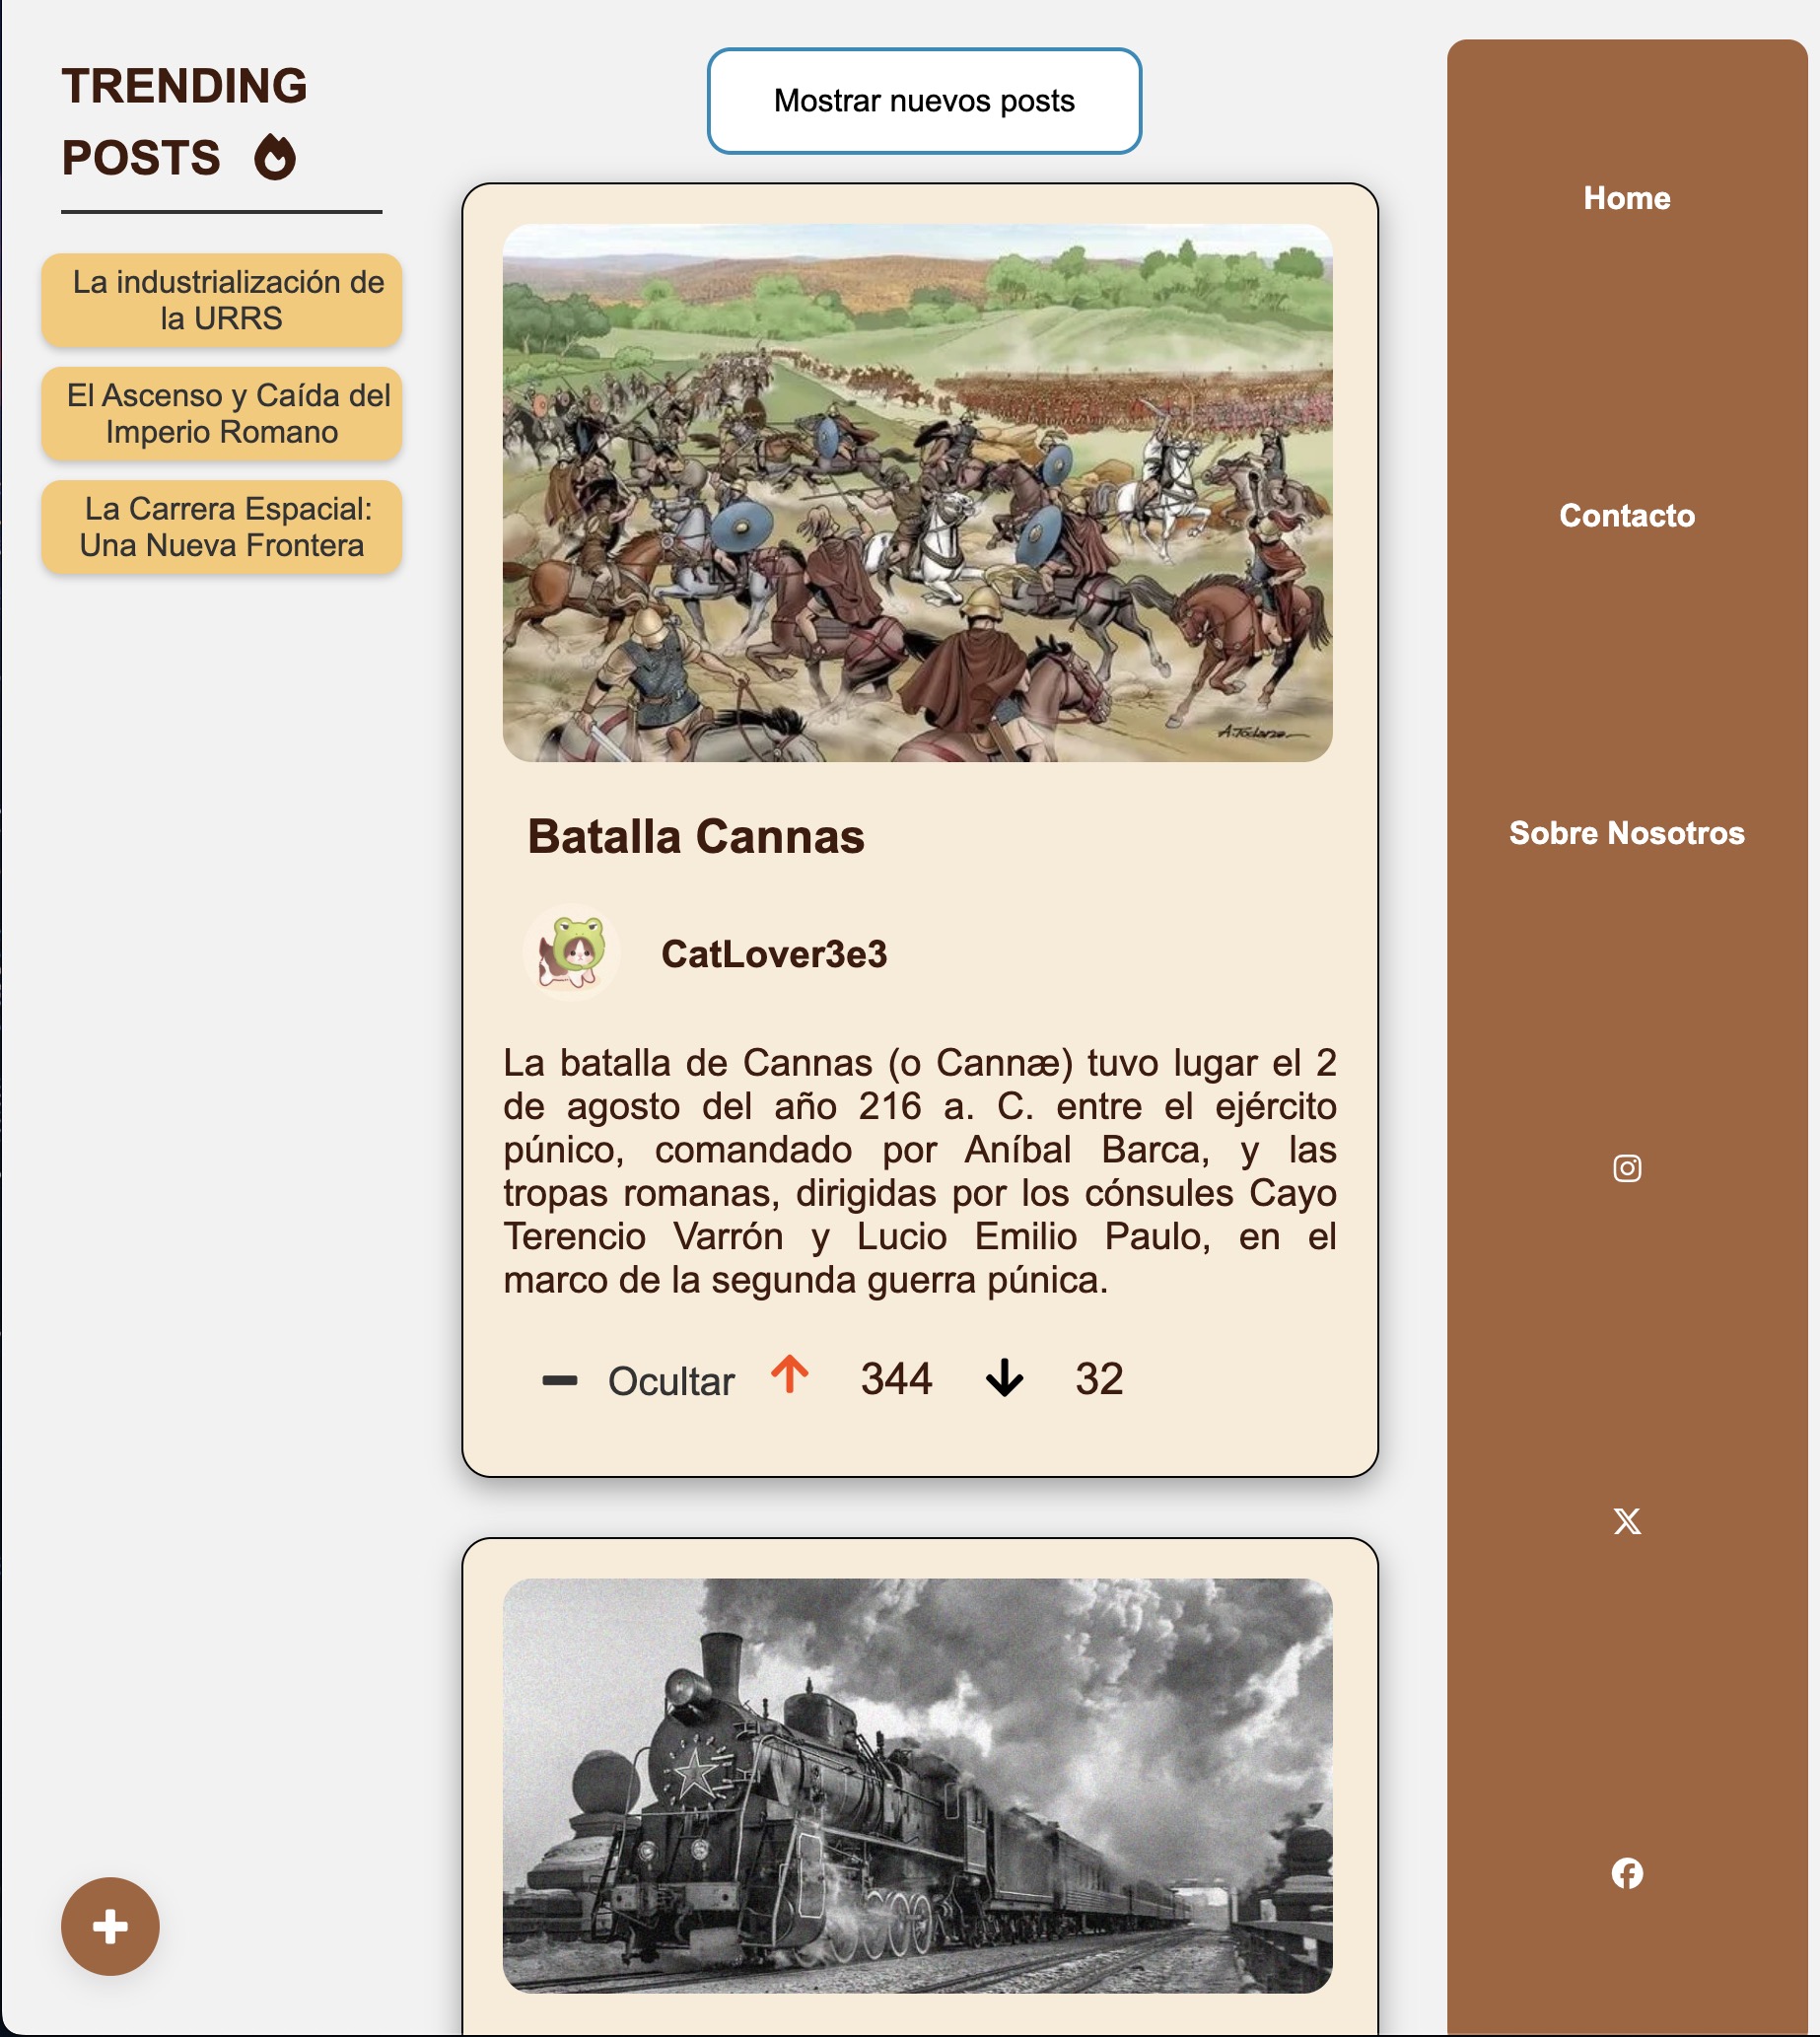 TRENDING
POSTS
La industrialización de
la URRS
El Ascenso y Caída del
Imperio Romano
La Carrera Espacial:
Una Nueva Frontera
Mostrar nuevos posts
Batalla Cannas
CatLover3e3
La batalla de Cannas (o Cannæ) tuvo lugar el 2
de agosto del año 216 a. C. entre el ejército
púnico, comandado por Aníbal Barca, y las
tropas romanas, dirigidas por los cónsules Cayo
Terencio Varrón y Lucio Emilio Paulo, en el
marco de la segunda guerra púnica.
Ocultar 344 32
Home
Contacto
Sobre Nosotros